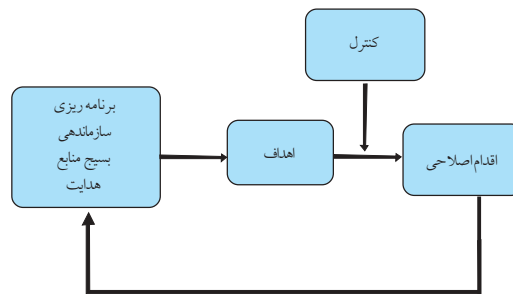 کنترل
برنامه ریزی
سازماندهی
بسیج منابع
هدایت
اهداف
اقدام اصلاحی